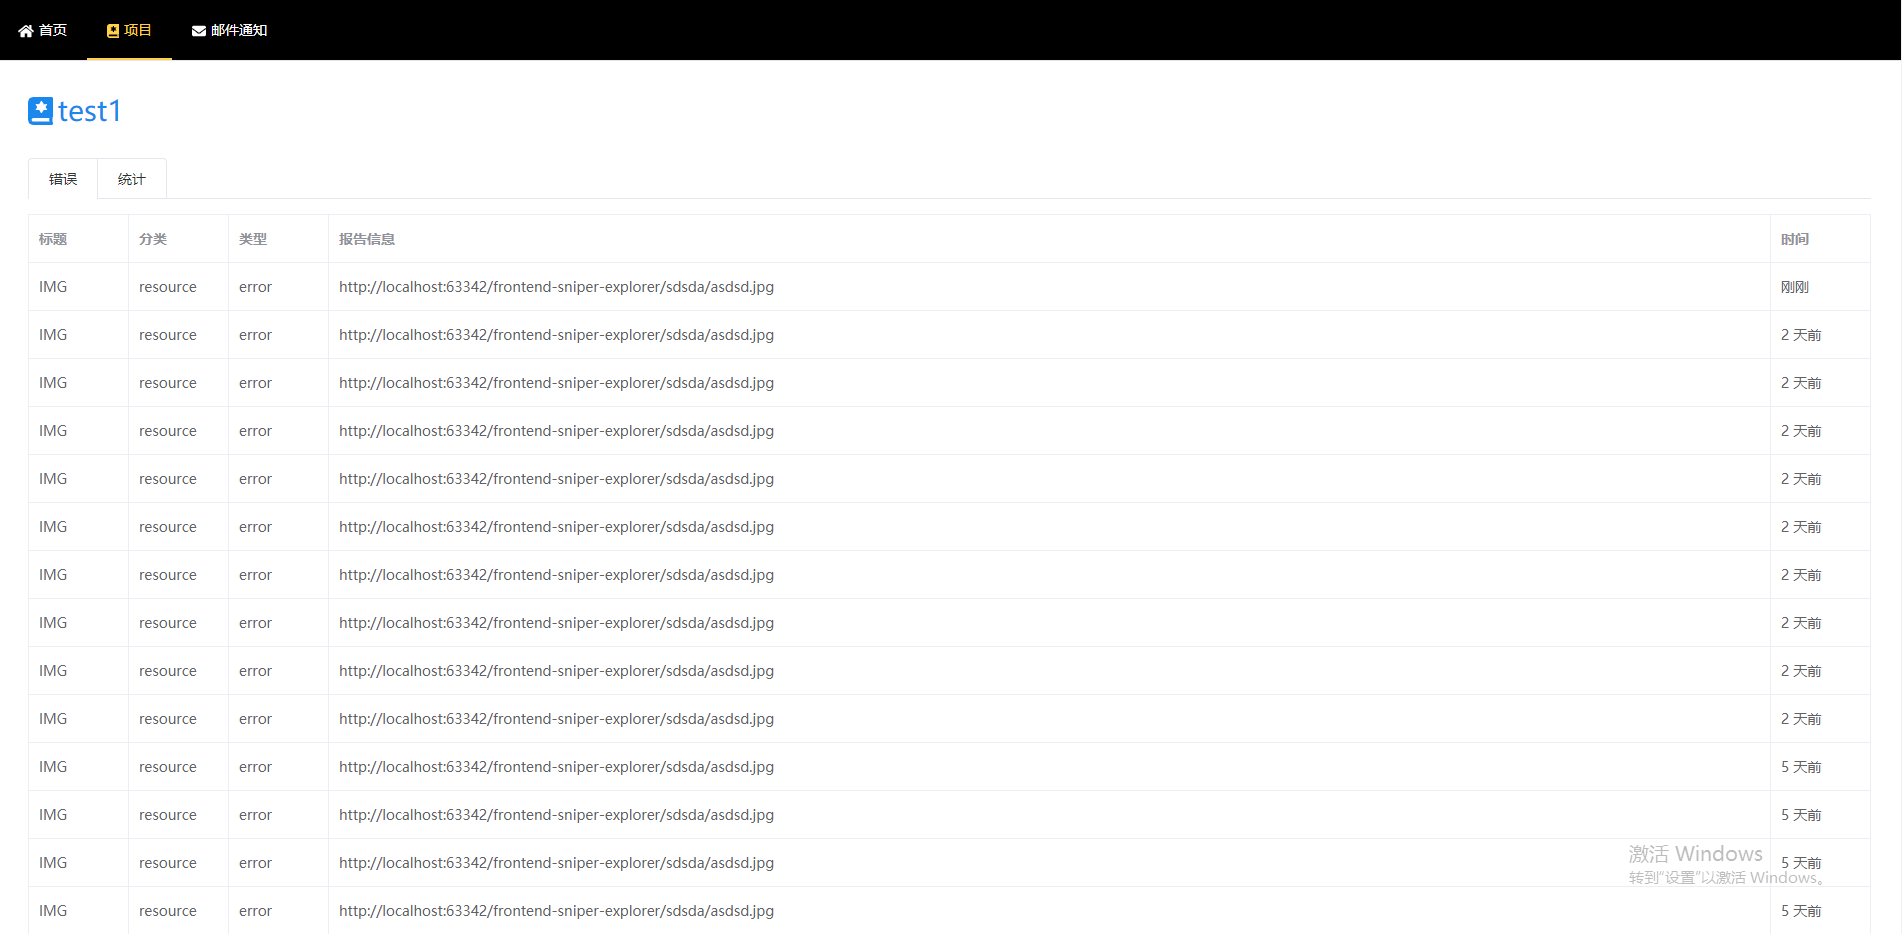 首页 项目 邮件通知
test1
错误 统计
标题 分类 类型 报告信息 时间
IMG resource error http://localhost:63342/frontend-sniper-explorer/sdsda/asdsd.jpg 刚刚
IMG resource error http://localhost:63342/frontend-sniper-explorer/sdsda/asdsd.jpg 2 天前
IMG resource error http://localhost:63342/frontend-sniper-explorer/sdsda/asdsd.jpg 2 天前
IMG resource error http://localhost:63342/frontend-sniper-explorer/sdsda/asdsd.jpg 2 天前
IMG resource error http://localhost:63342/frontend-sniper-explorer/sdsda/asdsd.jpg 2 天前
IMG resource error http://localhost:63342/frontend-sniper-explorer/sdsda/asdsd.jpg 2 天前
IMG resource error http://localhost:63342/frontend-sniper-explorer/sdsda/asdsd.jpg 2 天前
IMG resource error http://localhost:63342/frontend-sniper-explorer/sdsda/asdsd.jpg 2 天前
IMG resource error http://localhost:63342/frontend-sniper-explorer/sdsda/asdsd.jpg 2 天前
IMG resource error http://localhost:63342/frontend-sniper-explorer/sdsda/asdsd.jpg 2 天前
IMG resource error http://localhost:63342/frontend-sniper-explorer/sdsda/asdsd.jpg 5 天前
IMG resource error http://localhost:63342/frontend-sniper-explorer/sdsda/asdsd.jpg 5 天前
IMG resource error http://localhost:63342/frontend-sniper-explorer/sdsda/asdsd.jpg 5 天前
IMG resource error http://localhost:63342/frontend-sniper-explorer/sdsda/asdsd.jpg 5 天前
激活 Windows
转到“设置”以激活 Windows。